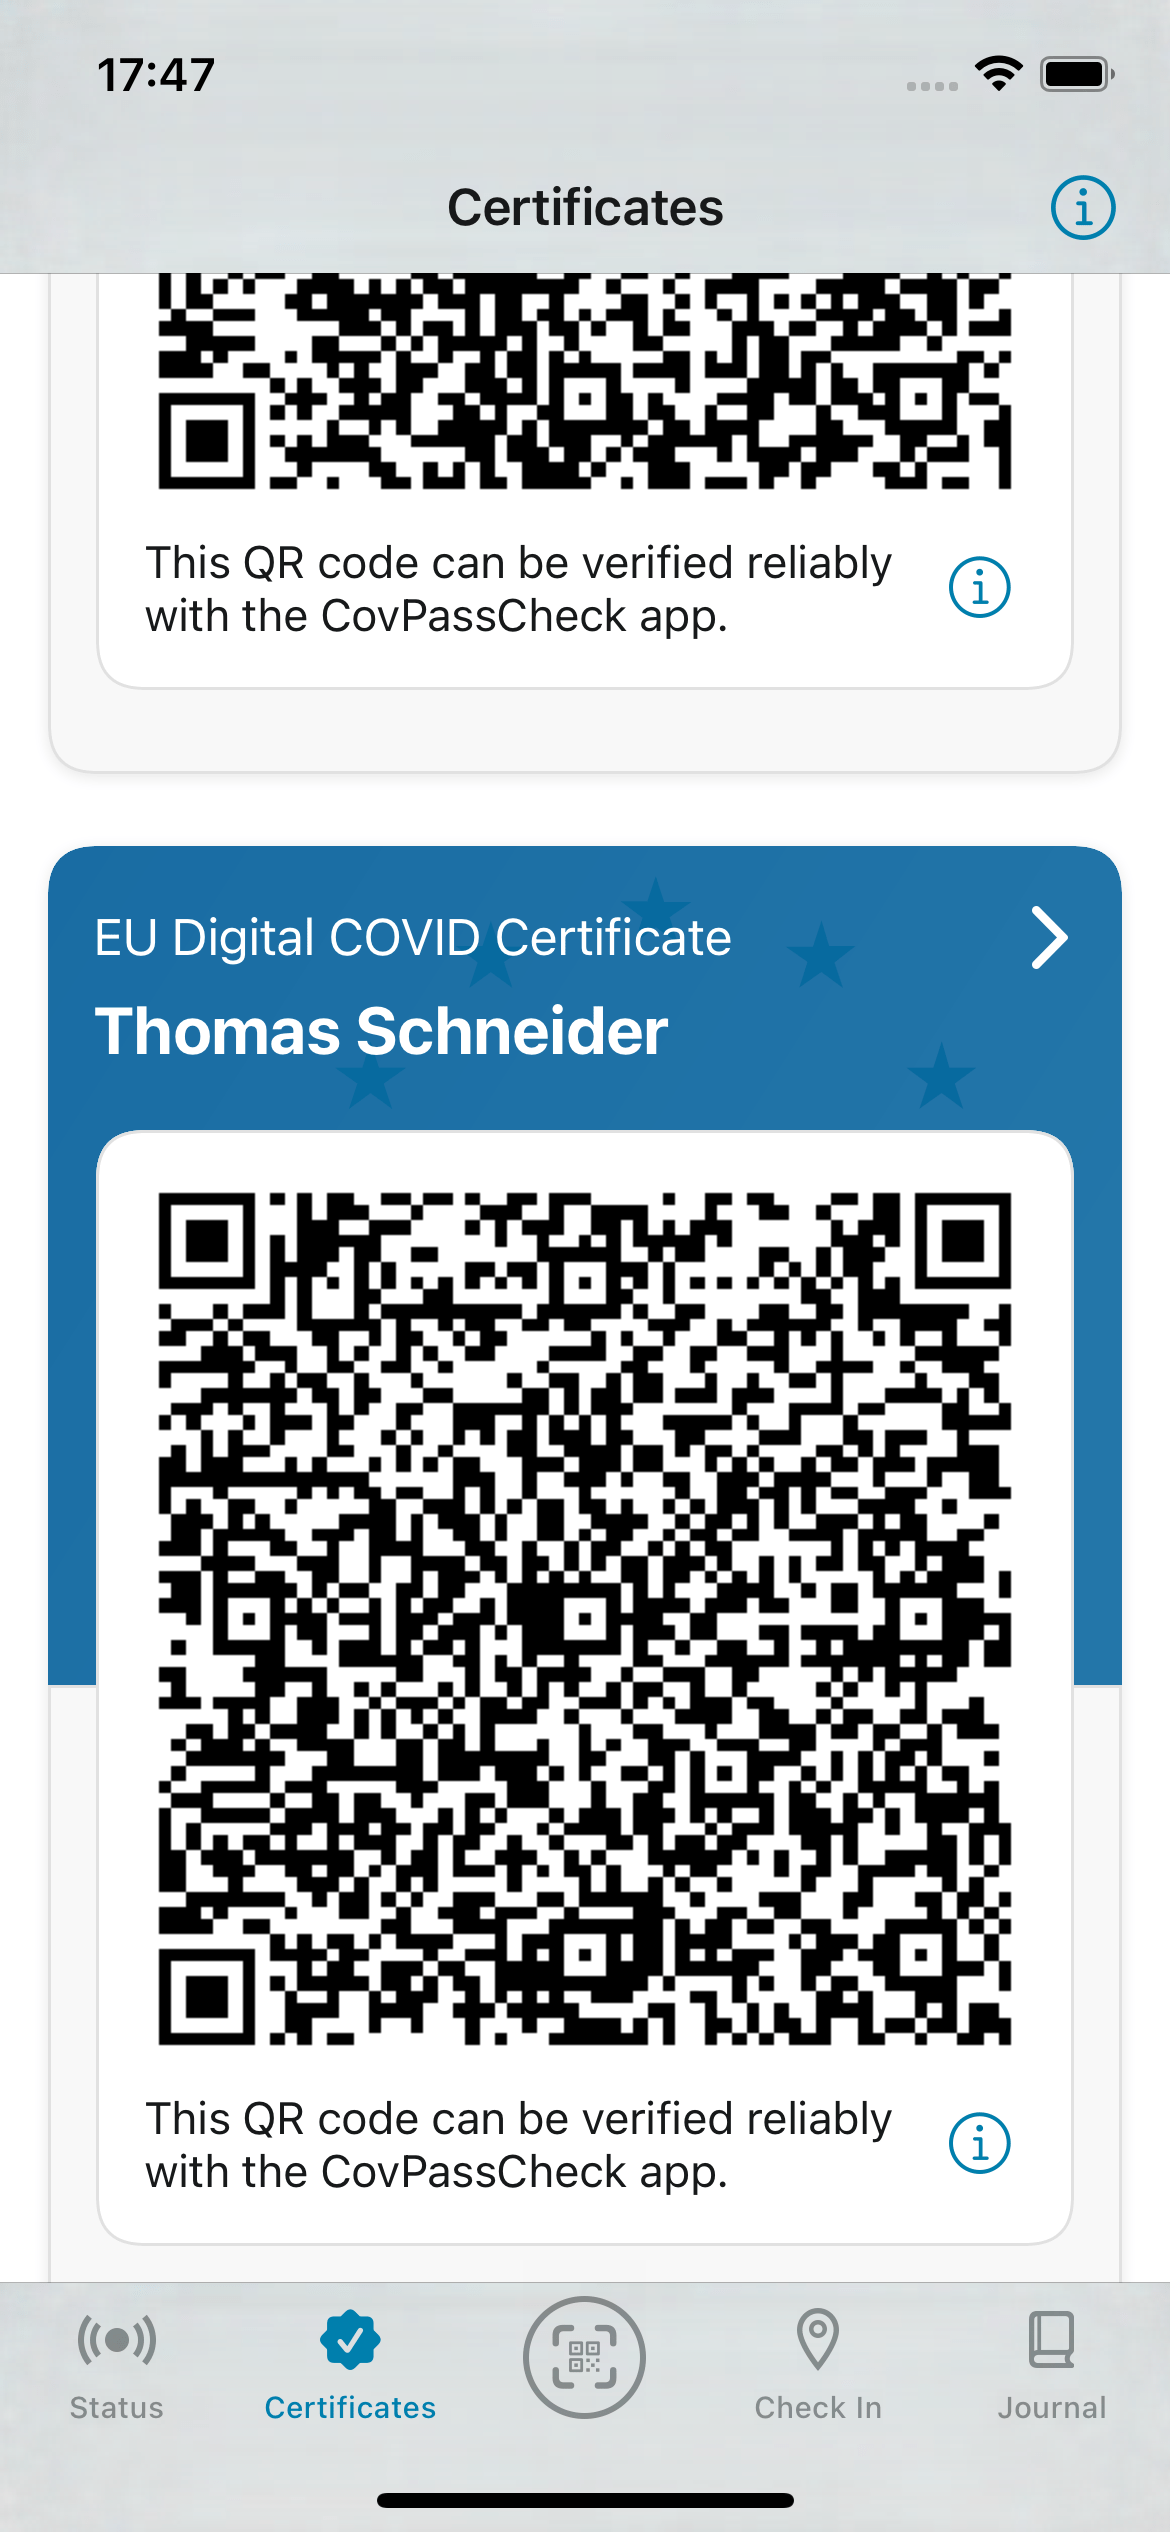 17:47
Certificates
This QR code can be verified reliably
with the CovPassCheck app.
EU Digital COVID Certificate
Thomas Schneider
This QR code can be verified reliably
with the CovPassCheck app.
Status
Certificates
Check In
Journal